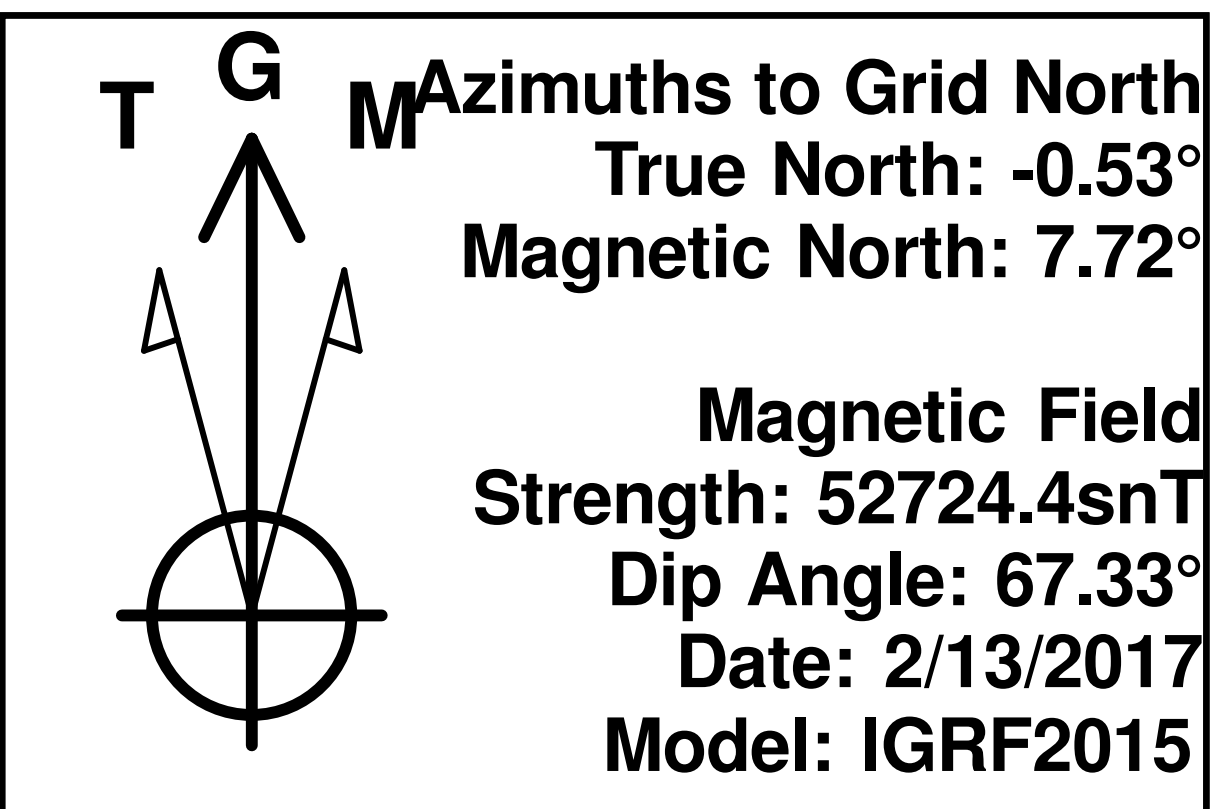 T G M
Azimuths to Grid North
True North: -0.53°
Magnetic North: 7.72°
Magnetic Field
Strength: 52724.4snT
Dip Angle: 67.33°
Date: 2/13/2017
Model: IGRF2015